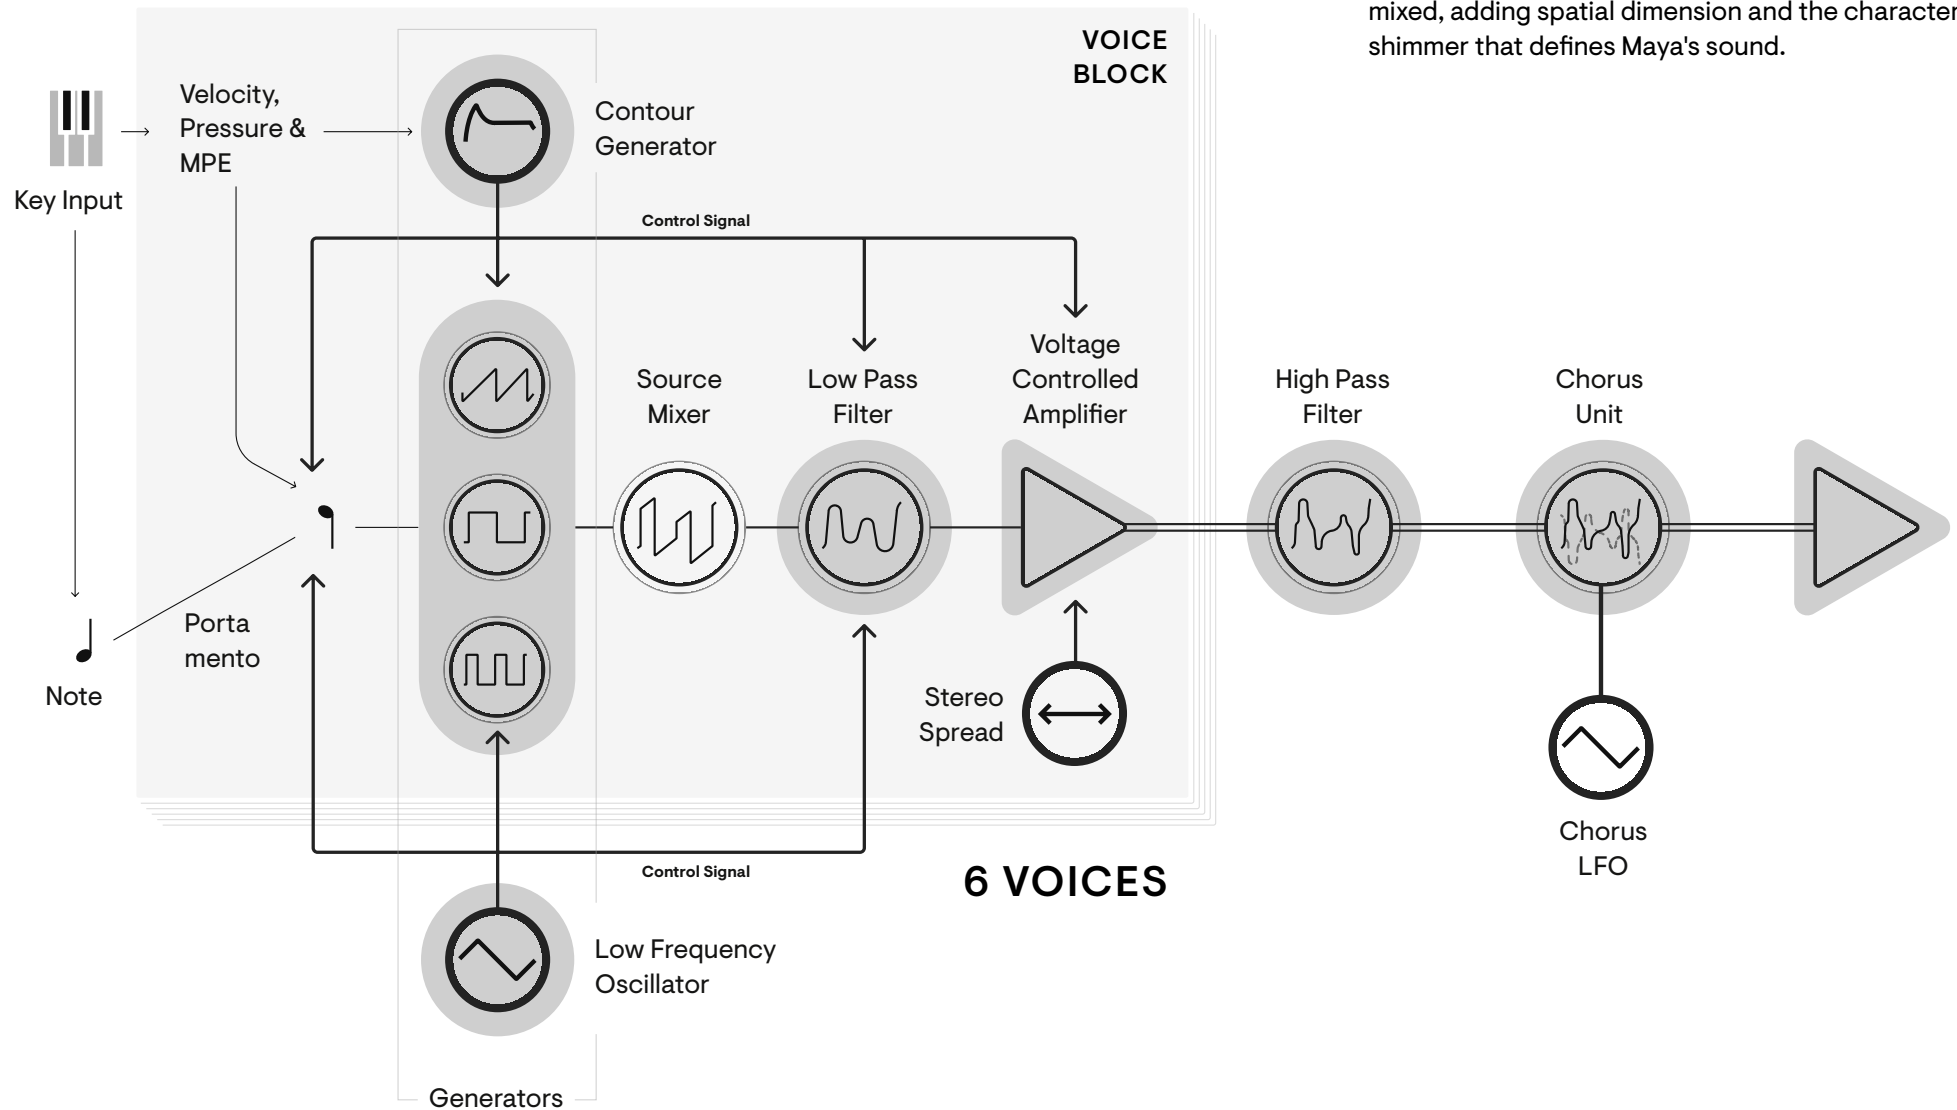 mixed, adding spatial dimension and the character
shimmer that defines Maya's sound.
VOICE
BLOCK
Velocity,
Pressure &
MPE
Contour
Generator
Key Input
Control Signal
Voltage
Controlled
Amplifier
Source
Mixer
Low Pass
Filter
High Pass
Filter
Chorus
Unit
Porta
mento
Note
Stereo
Spread
Chorus
LFO
Control Signal
6 VOICES
Low Frequency
Oscillator
Generators